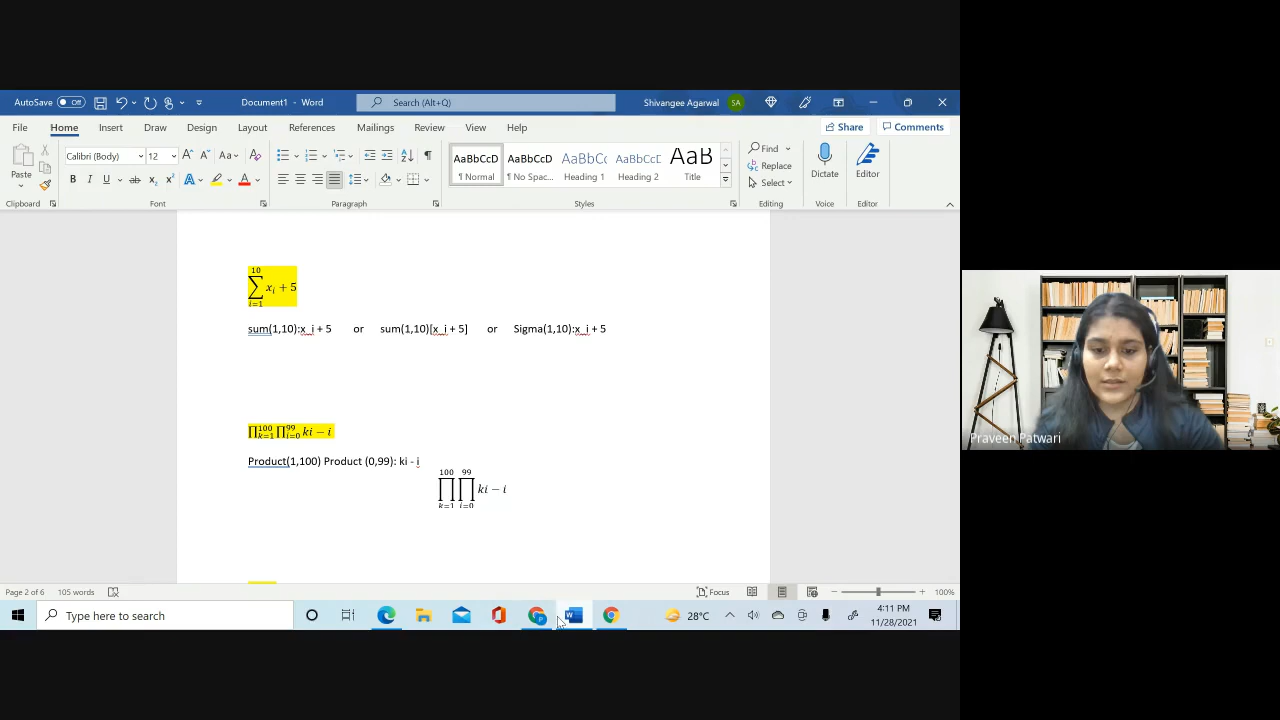 AutoSave Off Document1 - Word Search (Alt+Q) Shivangee Agarwal SA
File Home Insert Draw Design Layout References Mailings Review View Help Share Comments
Paste Calibri (Body) 12 Aa AaBbCcD AaBbCcD AaBbCc AaBbCcD AaB Find Replace Select Dictate Editor
¶ Normal ¶ No Spac... Heading 1 Heading 2 Title
Clipboard Font Paragraph Styles Editing Voice Editor
10
∑ xᵢ + 5
i=1
sum(1,10):x_i + 5 or sum(1,10)[x_i + 5] or Sigma(1,10):x_i + 5
∏¹⁰⁰ₖ₌₁ ∏⁹⁹ᵢ₌₀ ki − i
Product(1,100) Product (0,99): ki - i
100 99
∏ ∏ ki − i
k=1 i=0
Praveen Patwari
Page 2 of 6 105 words Focus 100%
Type here to search 28°C 4:11 PM
11/28/2021